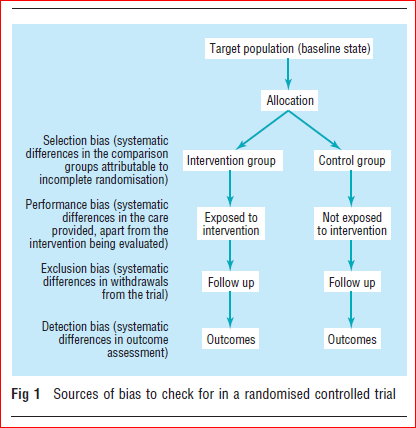 Target population (baseline state)
Allocation
Selection bias (systematic
differences in the comparison
groups attributable to
incomplete randomisation)
Intervention group
Control group
Performance bias (systematic
differences in the care
provided, apart from the
intervention being evaluated)
Exposed to
intervention
Not exposed
to intervention
Exclusion bias (systematic
differences in withdrawals
from the trial)
Follow up
Follow up
Detection bias (systematic
differences in outcome
assessment)
Outcomes
Outcomes
Fig 1 Sources of bias to check for in a randomised controlled trial